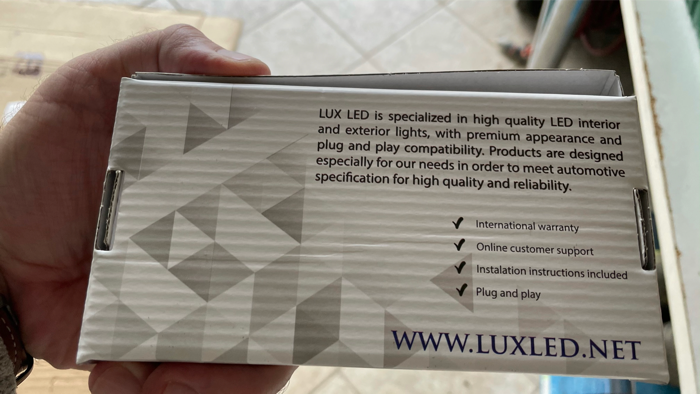 LUX LED is specialized in high quality LED interior
and exterior lights, with premium appearance and
plug and play compatibility. Products are designed
especially for our needs in order to meet automotive
specification for high quality and reliability.
International warranty
Online customer support
Instalation instructions included
Plug and play
WWW.LUXLED.NET